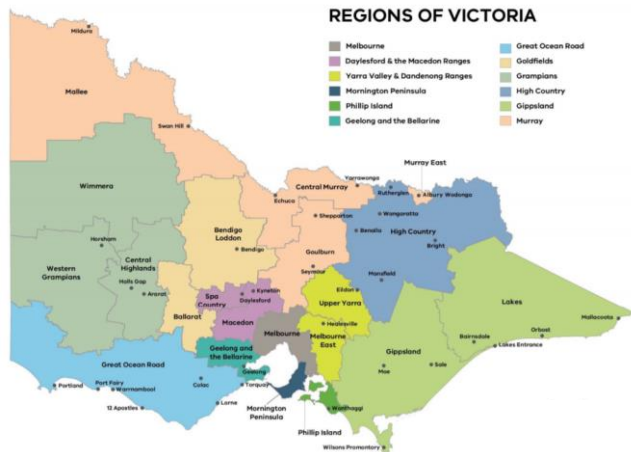 REGIONS OF VICTORIA
Melbourne
Daylesford & the Macedon Ranges
Yarra Valley & Dandenong Ranges
Mornington Peninsula
Phillip Island
Geelong and the Bellarine
Great Ocean Road
Goldfields
Grampians
High Country
Gippsland
Murray
Mildura
Mallee
Swan Hill
Murray East
Yarrawonga
Rutherglen
Albury Wodonga
Central Murray
Echuca
Wimmera
Shepparton
Wangaratta
Bendigo
Loddon
Benalla
High Country
Bright
Goulburn
Horsham
Bendigo
Central
Highlands
Seymour
Mansfield
Western
Grampians
Halls Gap
Ararat
Spa
Country
Kyneton
Daylesford
Eildon
Upper Yarra
Lakes
Ballarat
Macedon
Melbourne
Healesville
Melbourne
East
Mallacoota
Orbost
Bairnsdale
Lakes Entrance
Geelong
and the Bellarine
Gippsland
Great Ocean Road
Geelong
Moe
Sale
Colac
Torquay
Portland
Port Fairy
Warrnambool
12 Apostles
Lorne
Mornington
Peninsula
Wonthaggi
Phillip Island
Wilsons Promontory